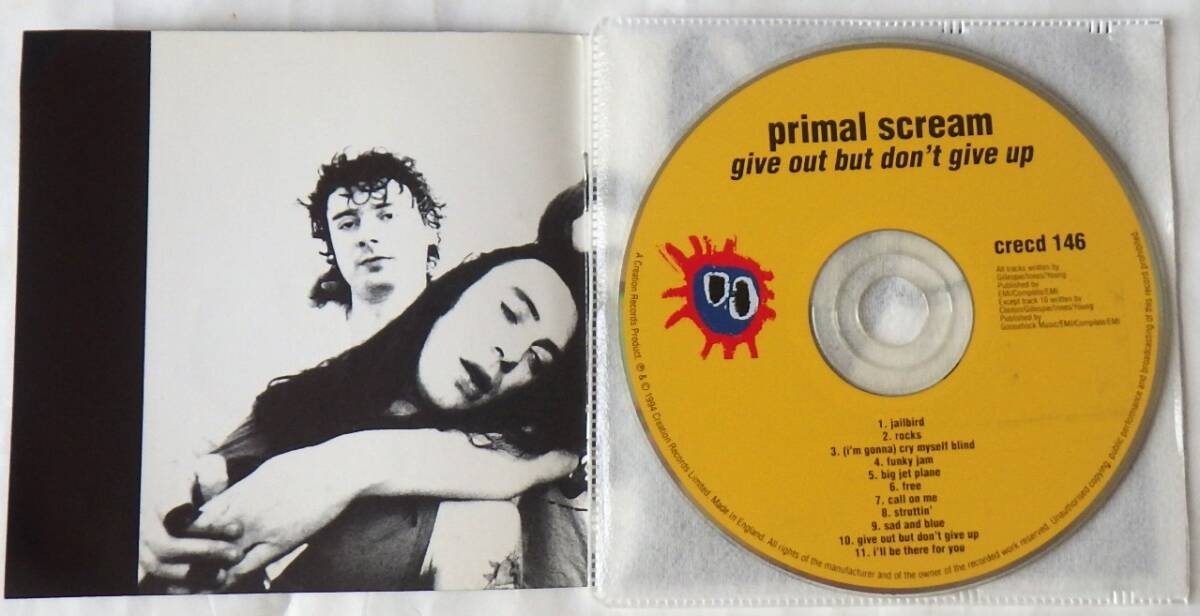 primal scream
give out but don't give up
crecd 146
All tracks written by
Gillespie/Innes/Young
Published by
EMI/Complete/EMI
Except track 10 written by
Clinton/Gillespie/Innes/Young
Published by
Goosehock Music/EMI/Complete/EMI
1. jailbird
2. rocks
3. (i'm gonna) cry myself blind
4. funky jam
5. big jet plane
6. free
7. call on me
8. struttin'
9. sad and blue
10. give out but don't give up
11. i'll be there for you
A Creation Records Product. ℗ & © 1994 Creation Records Limited. Made in England. All rights of the manufacturer and of the owner of the recorded work reserved. Unauthorised copying public performance and broadcasting of this record prohibited